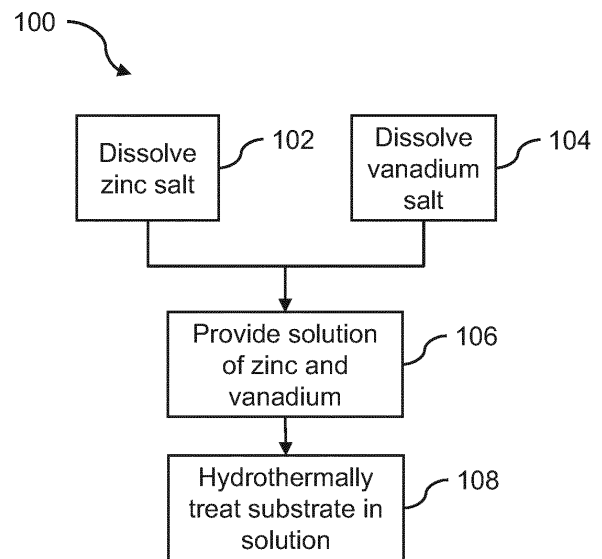 100
Dissolve
zinc salt
102
Dissolve
vanadium
salt
104
Provide solution
of zinc and
vanadium
106
Hydrothermally
treat substrate in
solution
108